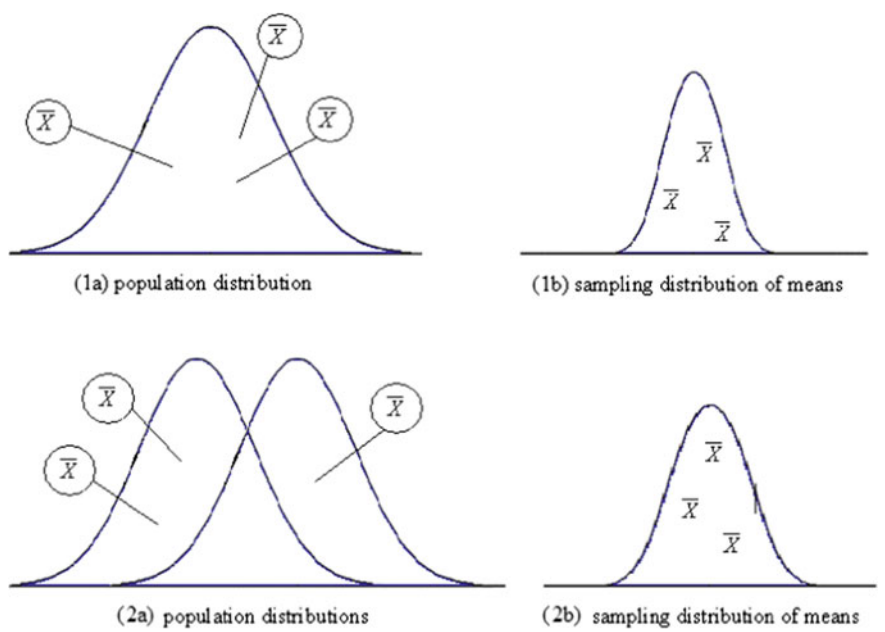 X̅
X̅
X̅
X̅
X̅
X̅
(1a) population distribution
(1b) sampling distribution of means
X̅
X̅
X̅
X̅
X̅
X̅
(2a) population distributions
(2b) sampling distribution of means